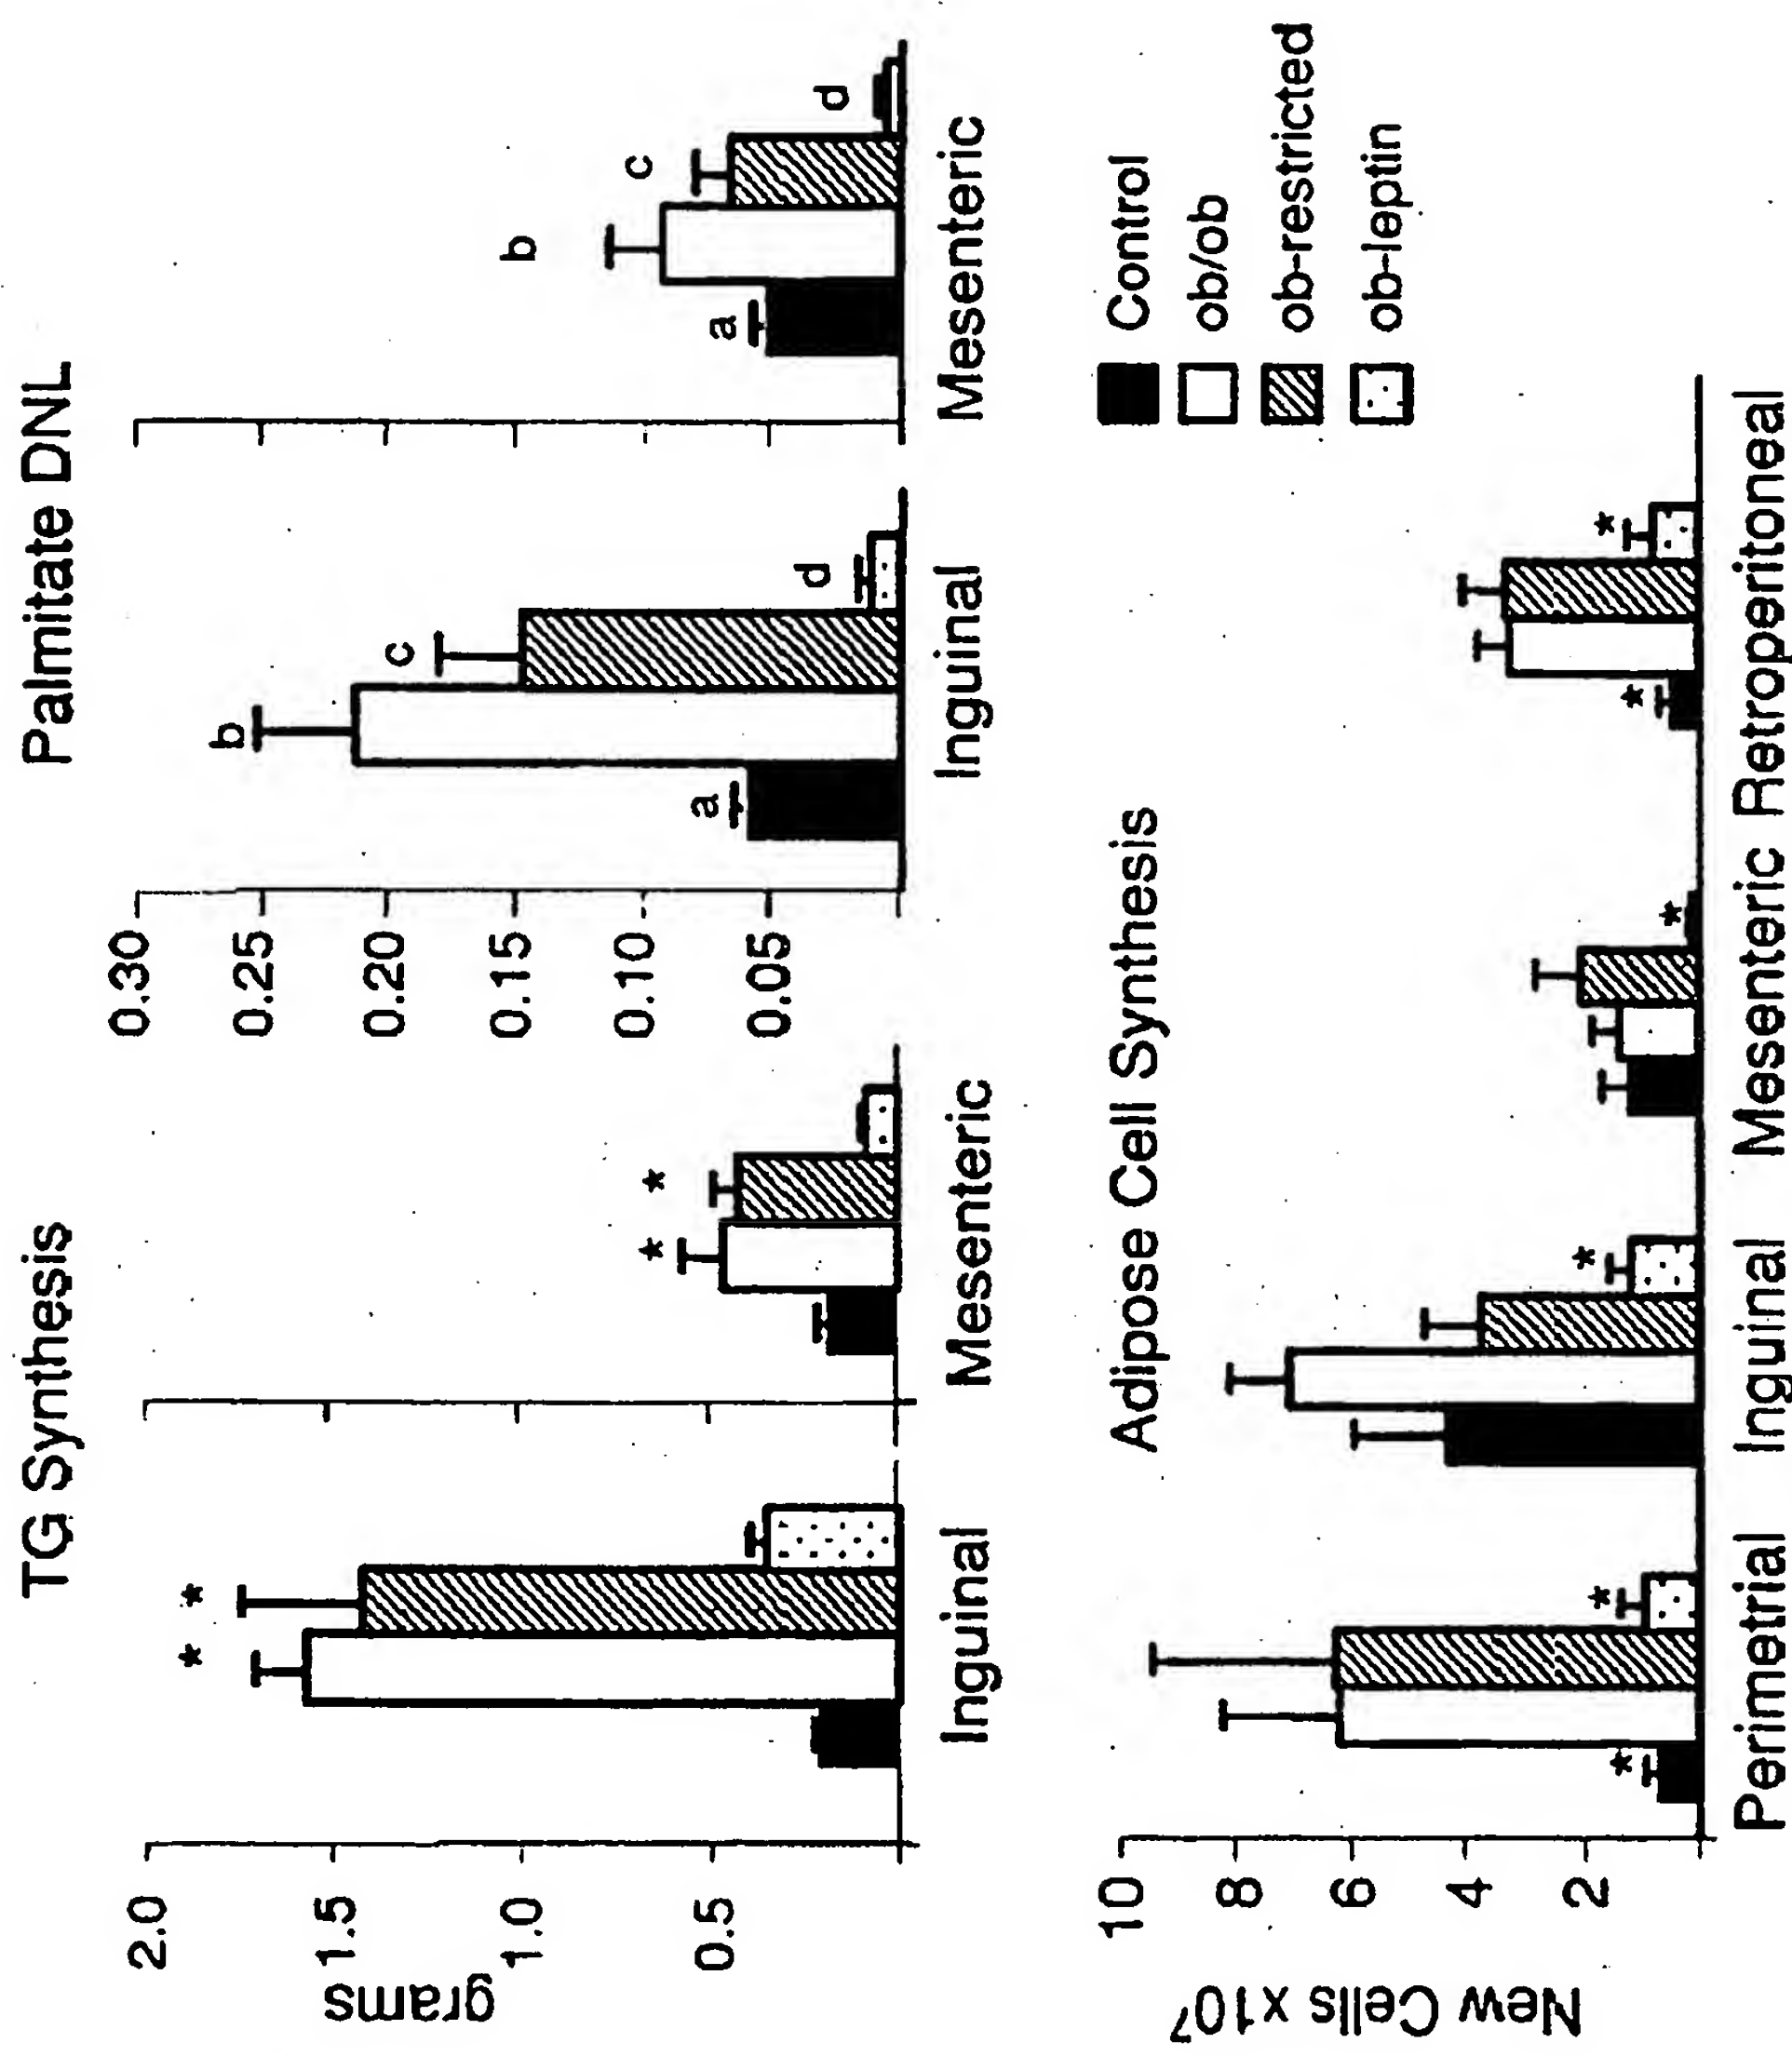 TG Synthesis
Palmitate DNL
grams
2.0
1.5
1.0
0.5
*
*
Inguinal
*
*
Mesenteric
0.30
0.25
0.20
0.15
0.10
0.05
a
b
c
d
Inguinal
a
b
c
d
Mesenteric
Adipose Cell Synthesis
New Cells x10⁷
10
8
6
4
2
*
*
Perimetrial
*
Inguinal
*
Mesenteric
*
*
Retroperitoneal
Control
ob/ob
ob-restricted
ob-leptin